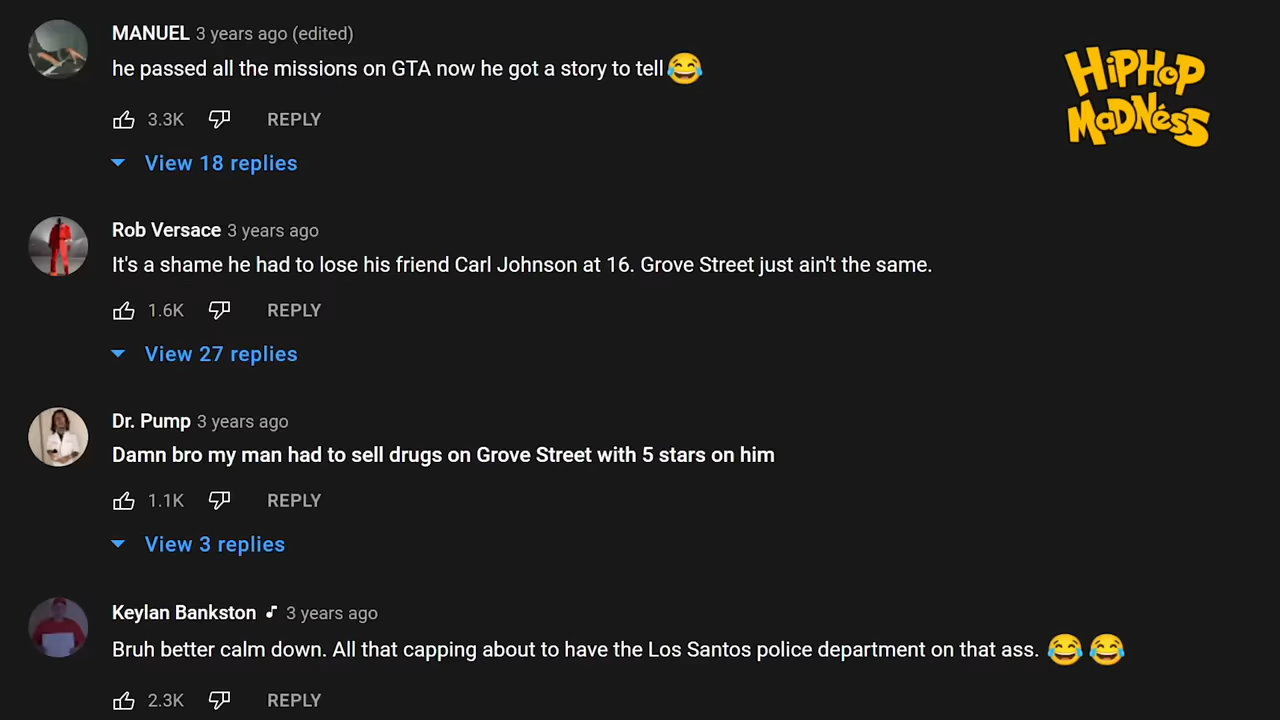 MANUEL 3 years ago (edited)
he passed all the missions on GTA now he got a story to tell😂
3.3K REPLY
View 18 replies
HiPHOP
MaDNéSS
Rob Versace 3 years ago
It's a shame he had to lose his friend Carl Johnson at 16. Grove Street just ain't the same.
1.6K REPLY
View 27 replies
Dr. Pump 3 years ago
Damn bro my man had to sell drugs on Grove Street with 5 stars on him
1.1K REPLY
View 3 replies
Keylan Bankston 3 years ago
Bruh better calm down. All that capping about to have the Los Santos police department on that ass. 😂😂
2.3K REPLY